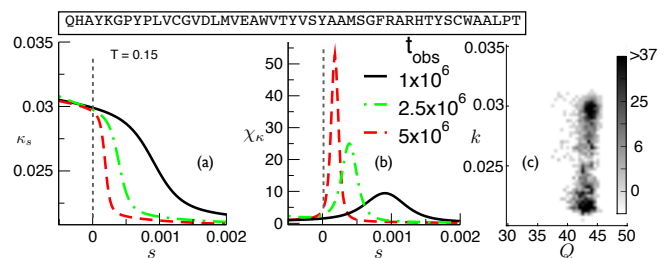 QHAYKGPYPLVCGVDLMVEAWVTYVSYAAMSGFRARHTYSCWAALPT
0.035
0.03
0.025
κs
T = 0.15
(a)
0 0.001 0.002
s
50
40
30
20
10
0
χκ
tobs
1x10^6
2.5x10^6
5x10^6
(b)
0 0.001 0.002
s
0.035
0.03
0.025
k
(c)
30 35 40 45 50
Q
>37
25
6
0